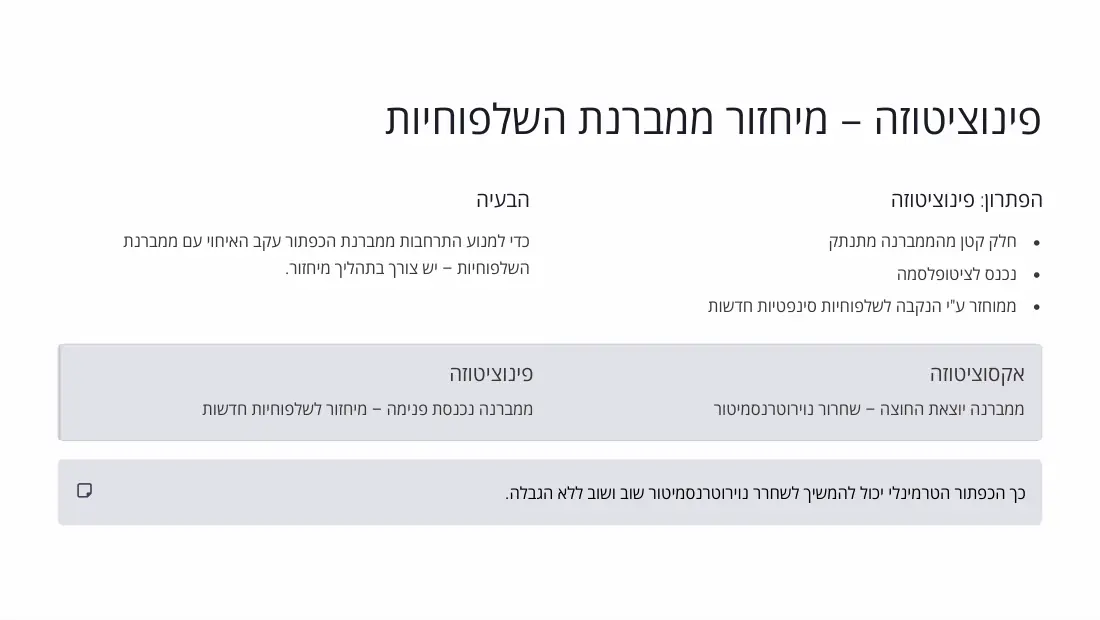 פינוציטוזה – מיחזור ממברנת השלפוחיות
הפתרון: פינוציטוזה
• חלק קטן מהממברנה מתנתק
• נכנס לציטופלסמה
• ממוחזר ע"י הנקבה לשלפוחיות סינפטיות חדשות
הבעיה
כדי למנוע התרחבות ממברנת הכפתור עקב האיחוי עם ממברנת
השלפוחיות – יש צורך בתהליך מיחזור.
אקסוציטוזה
ממברנה יוצאת החוצה – שחרור נוירוטרנסמיטור
פינוציטוזה
ממברנה נכנסת פנימה – מיחזור לשלפוחיות חדשות
כך הכפתור הטרמינלי יכול להמשיך לשחרר נוירוטרנסמיטור שוב ושוב ללא הגבלה.